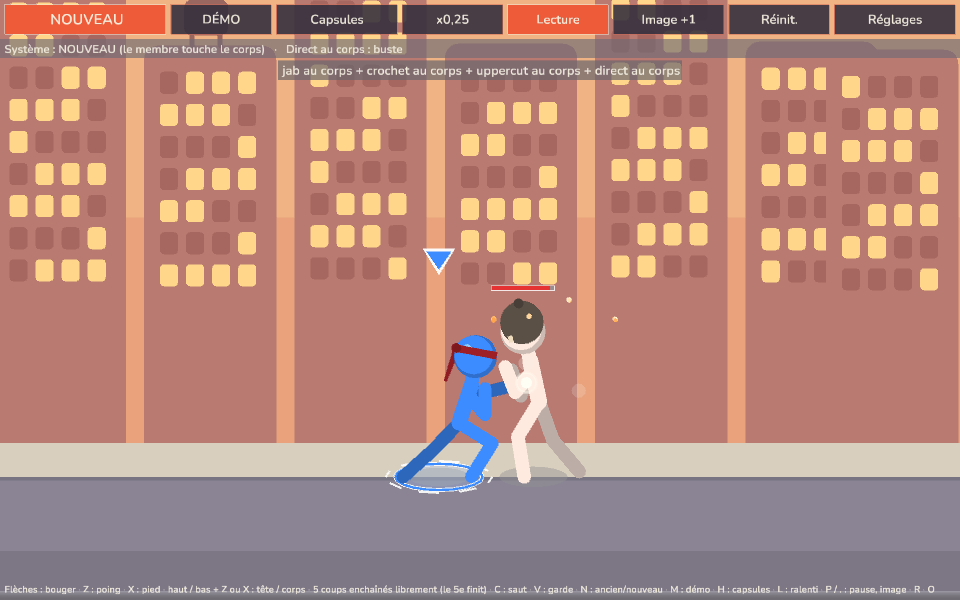 NOUVEAU DÉMO Capsules x0,25 Lecture Image +1 Réinit. Réglages
Système : NOUVEAU (le membre touche le corps) · Direct au corps : buste
jab au corps + crochet au corps + uppercut au corps + direct au corps
Flèches : bouger · Z : poing · X : pied · haut / bas + Z ou X : tête / corps · 5 coups enchaînés librement (le 5e finit) · C : saut · V : garde · N : ancien/nouveau · M : démo · H : capsules · L : ralenti · P / . : pause, image · R · O